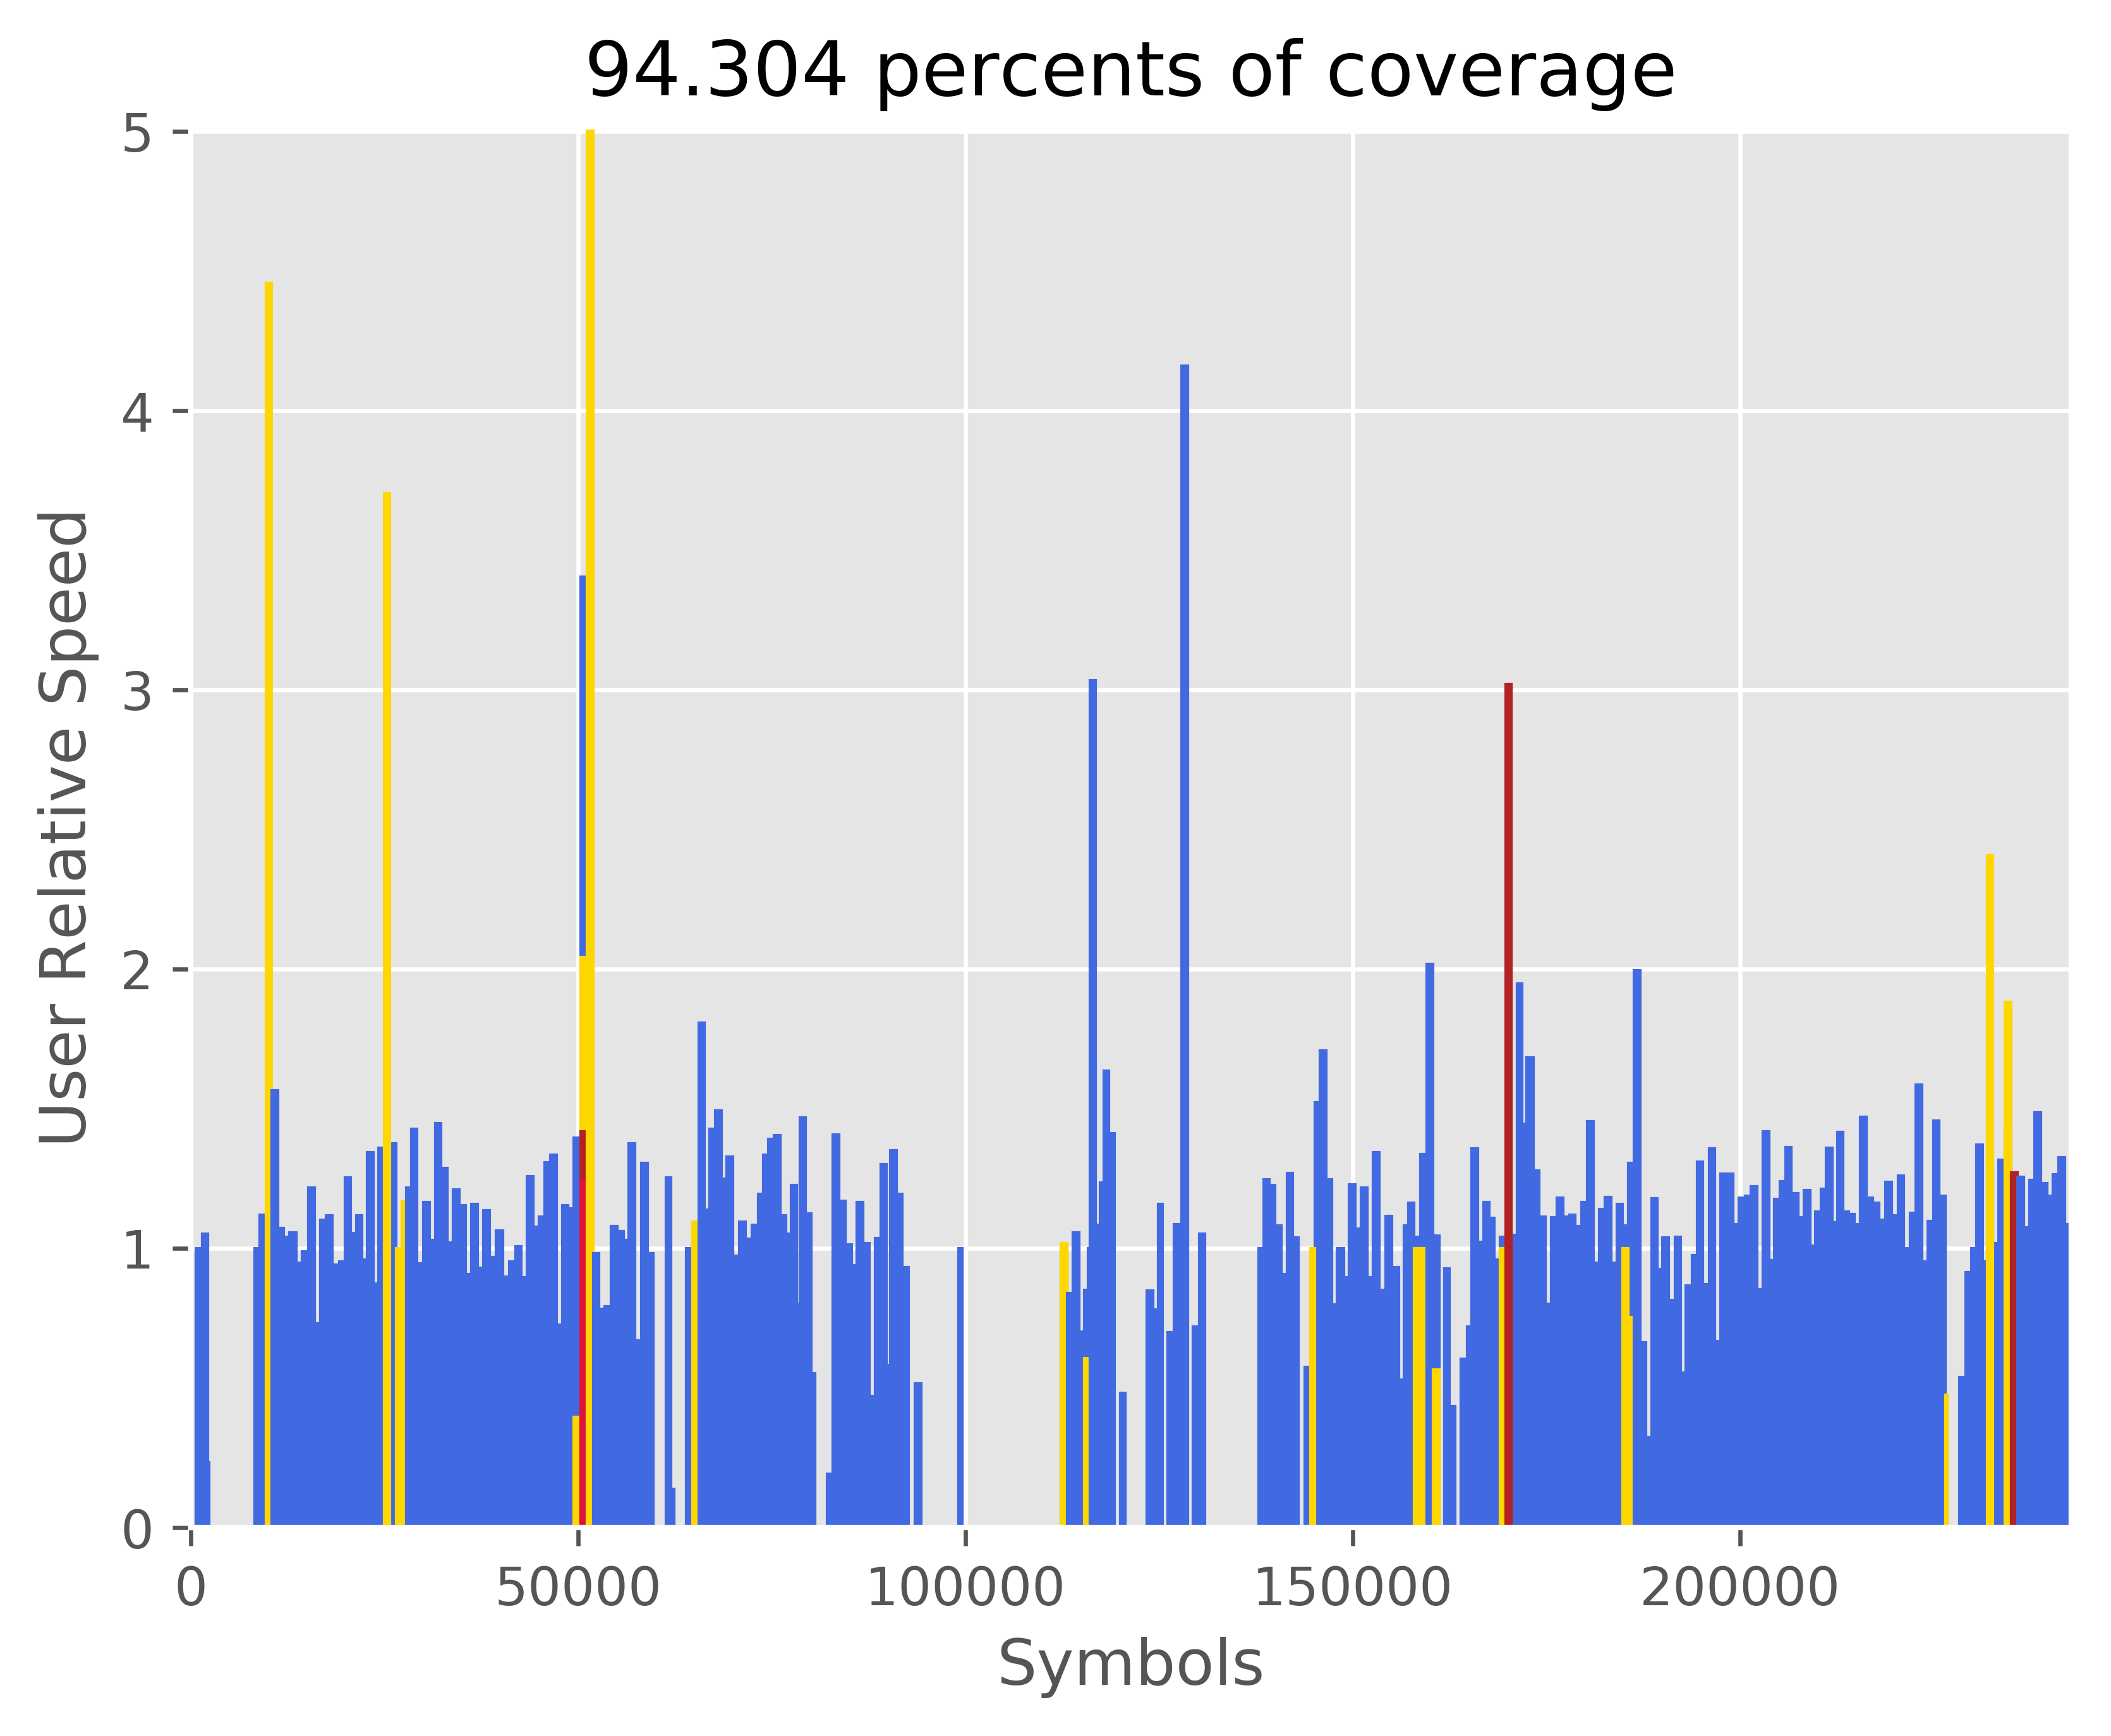 94.304 percents of coverage
5
4
3
2
1
0
User Relative Speed
0 50000 100000 150000 200000
Symbols